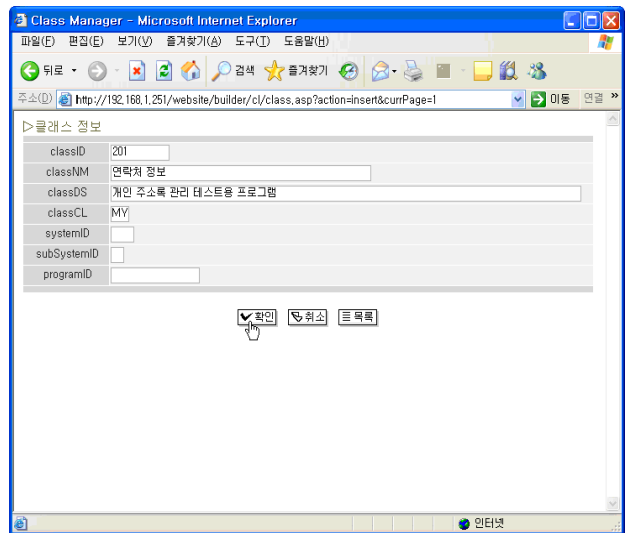 Class Manager - Microsoft Internet Explorer
파일(F) 편집(E) 보기(V) 즐겨찾기(A) 도구(T) 도움말(H)
뒤로 검색 즐겨찾기
주소(D) http://192,168,1,251/website/builder/cl/class,asp?action=insert&currPage=1 이동 연결 »
▷클래스 정보
classID 201
classNM 연락처 정보
classDS 개인 주소록 관리 테스트용 프로그램
classCL MY
systemID
subSystemID
programID
확인 취소 목록
인터넷